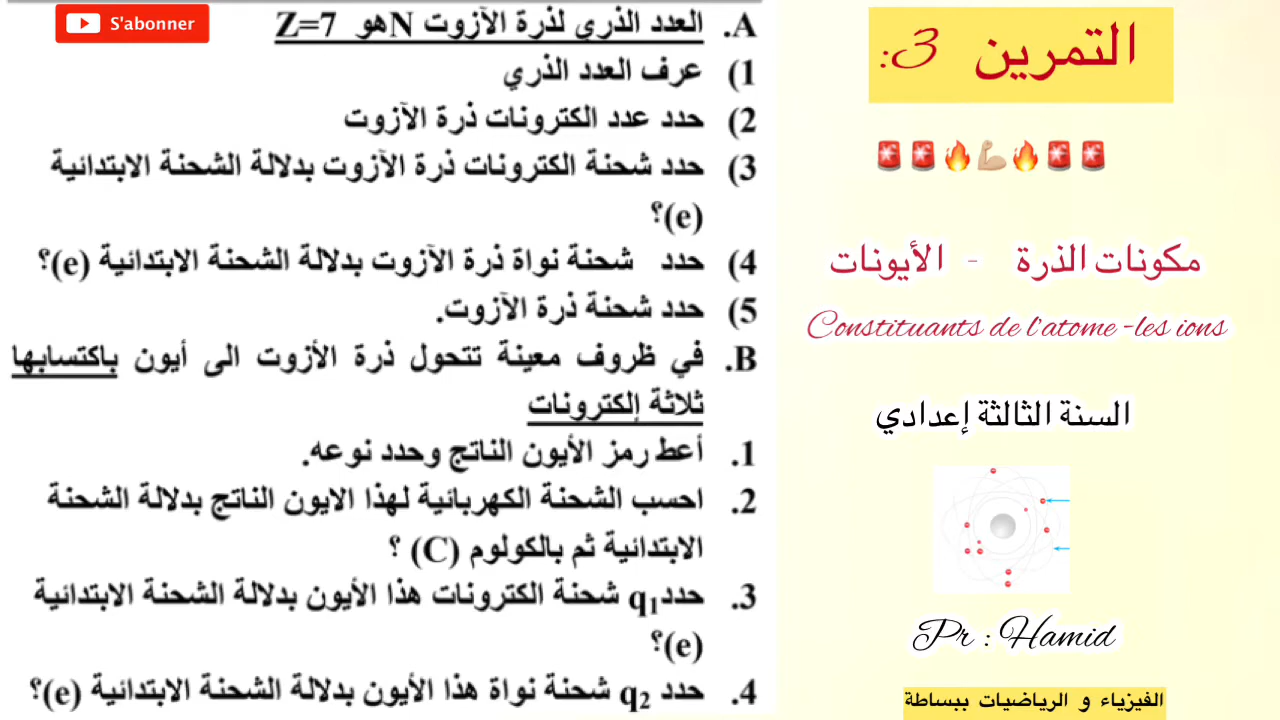 S'abonner
A. العدد الذري لذرة الآزوت N هو Z=7
1) عرف العدد الذري
2) حدد عدد الكترونات ذرة الآزوت
3) حدد شحنة الكترونات ذرة الآزوت بدلالة الشحنة الابتدائية
(e)؟
4) حدد شحنة نواة ذرة الآزوت بدلالة الشحنة الابتدائية (e)؟
5) حدد شحنة ذرة الآزوت.
B. في ظروف معينة تتحول ذرة الأزوت الى أيون باكتسابها
ثلاثة إلكترونات
1. أعط رمز الأيون الناتج وحدد نوعه.
2. احسب الشحنة الكهربائية لهذا الايون الناتج بدلالة الشحنة
الابتدائية ثم بالكولوم (C) ؟
3. حدد q₁ شحنة الكترونات هذا الأيون بدلالة الشحنة الابتدائية
(e)؟
4. حدد q₂ شحنة نواة هذا الأيون بدلالة الشحنة الابتدائية (e)؟
التمرين 3:
🚨🚨🔥💪🏼🔥🚨🚨
مكونات الذرة - الأيونات
Constituants de l'atome -les ions
السنة الثالثة إعدادي
Pr : Hamid
الفيزياء و الرياضيات ببساطة